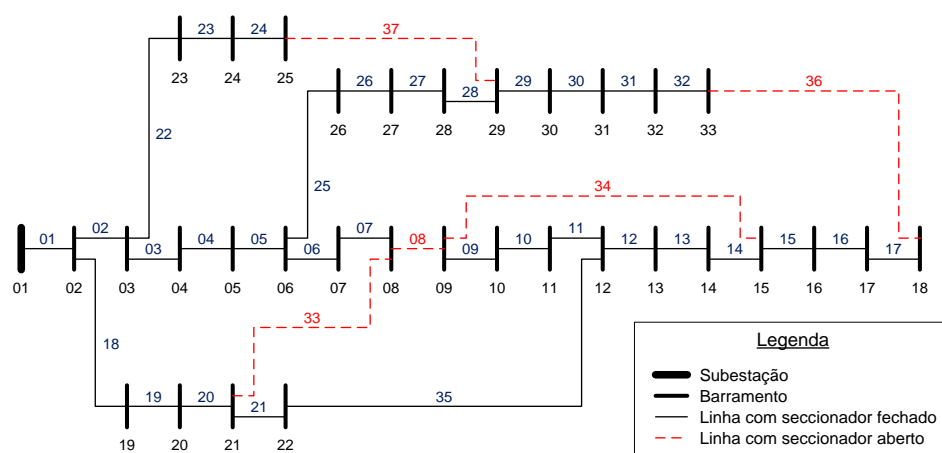 23 24 37
23 24 25
26 27 28 29 30 31 32 36
26 27 28 29 30 31 32 33
22
25
34
01 02 03 04 05 06 07 08 09 10 11 12 13 14 15 16 17
01 02 03 04 05 06 07 08 09 10 11 12 13 14 15 16 17 18
33
18
19 20 21 35
19 20 21 22
Legenda
Subestação
Barramento
Linha com seccionador fechado
Linha com seccionador aberto